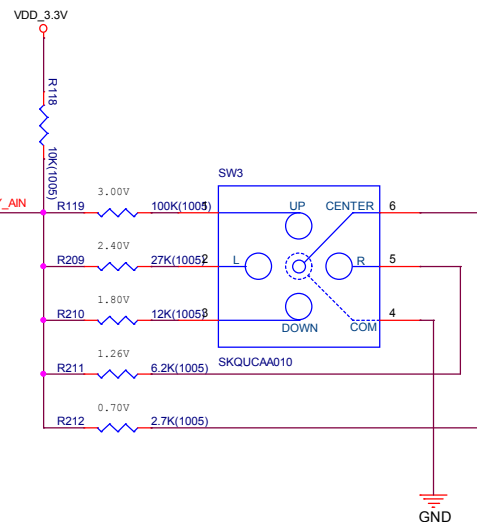 VDD_3.3V
R118
10K(1005)
SW3
_AIN
R119
3.00V
100K(1005)
1
UP
CENTER
6
R209
2.40V
27K(1005)
2
L
R
5
R210
1.80V
12K(1005)
3
DOWN
COM
4
R211
1.26V
6.2K(1005)
SKQUCAA010
R212
0.70V
2.7K(1005)
GND